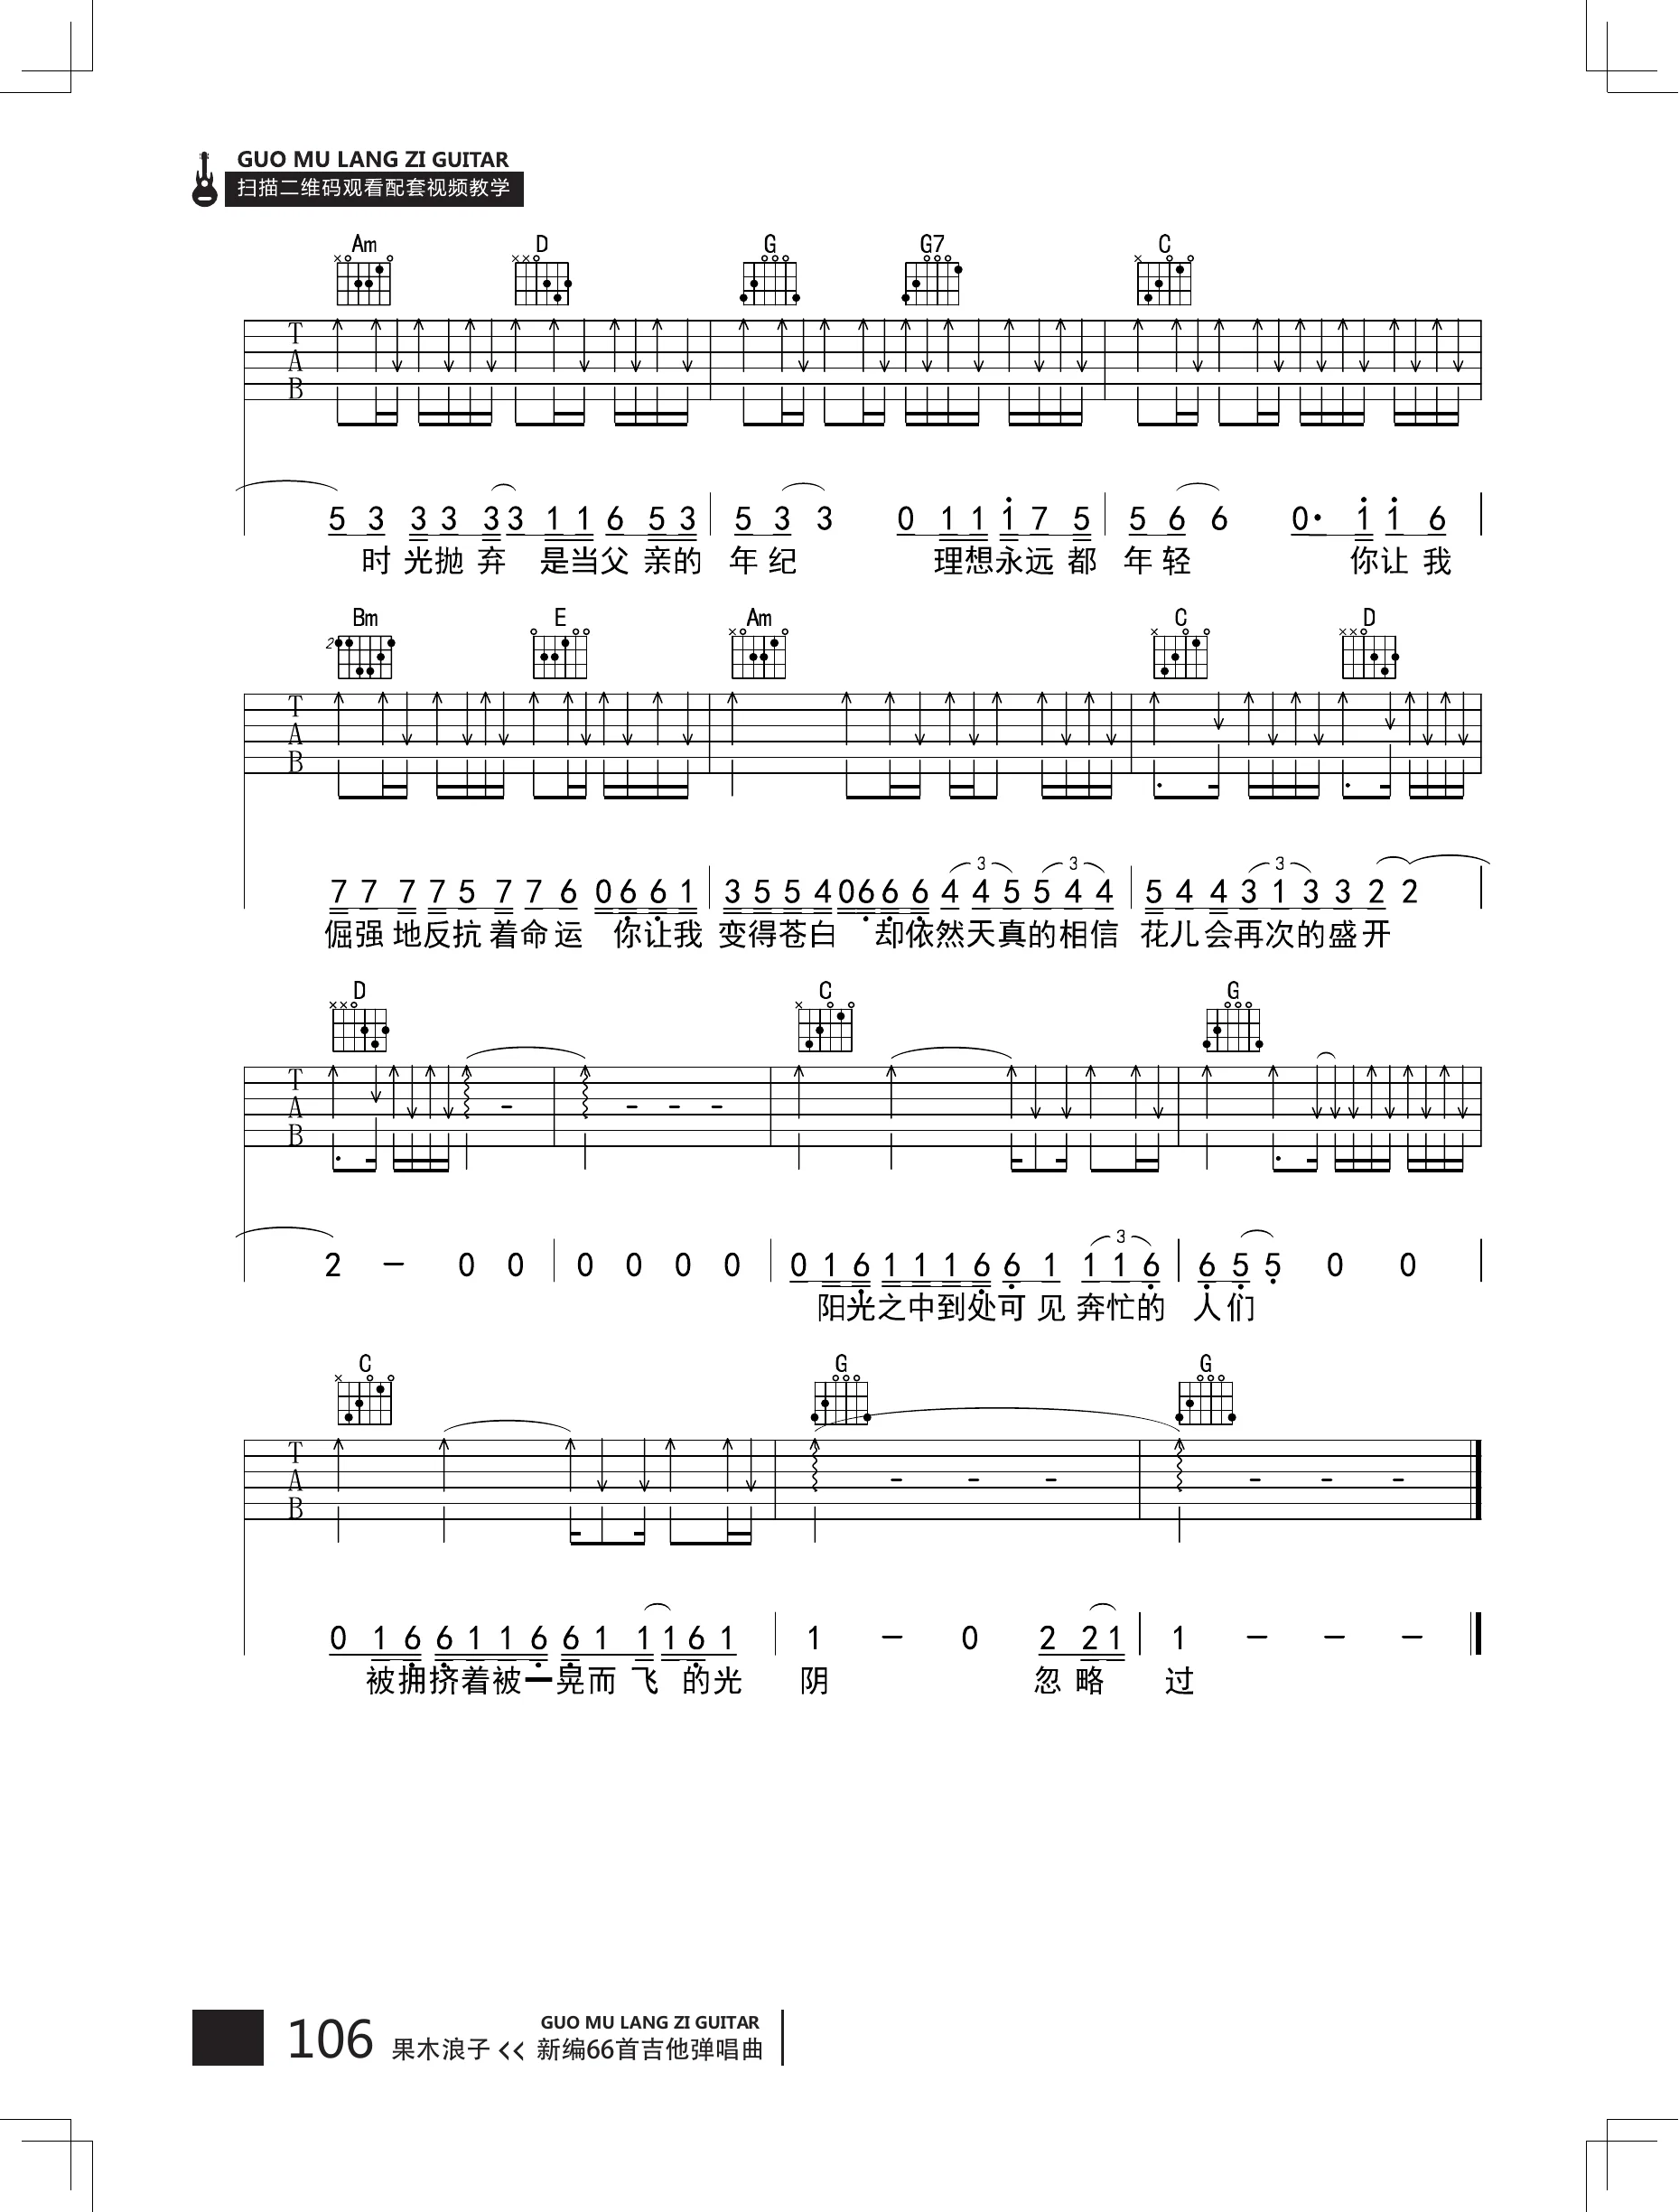 GUO MU LANG ZI GUITAR
扫描二维码观看配套视频教学
Am D G G7 C
T
A
B
5 3 3 3 3 3 1 1 6 5 3 5 3 3 0 1 1 1 7 5 5 6 6 0· 1 1 6
时 光 抛 弃 是 当 父 亲 的 年 纪 理 想 永 远 都 年 轻 你 让 我
Bm E Am C D
2
T
A
B
3 3 3
7 7 7 7 5 7 7 6 0 6 6 1 3 5 5 4 0 6 6 6 4 4 5 5 4 4 5 4 4 3 1 3 3 2 2
倔 强 地 反 抗 着 命 运 你 让 我 变 得 苍 白 却 依 然 天 真 的 相 信 花 儿 会 再 次 的 盛 开
D C G
T
A
B
3
2 – 0 0 0 0 0 0 0 1 6 1 1 1 6 6 1 1 1 6 6 5 5 0 0
阳 光 之 中 到 处 可 见 奔 忙 的 人 们
C G G
T
A
B
0 1 6 6 1 1 6 6 1 1 1 6 1 1 – 0 2 2 1 1 – – –
被 拥 挤 着 被 一 晃 而 飞 的 光 阴 忽 略 过
GUO MU LANG ZI GUITAR
106 果木浪子 << 新编66首吉他弹唱曲